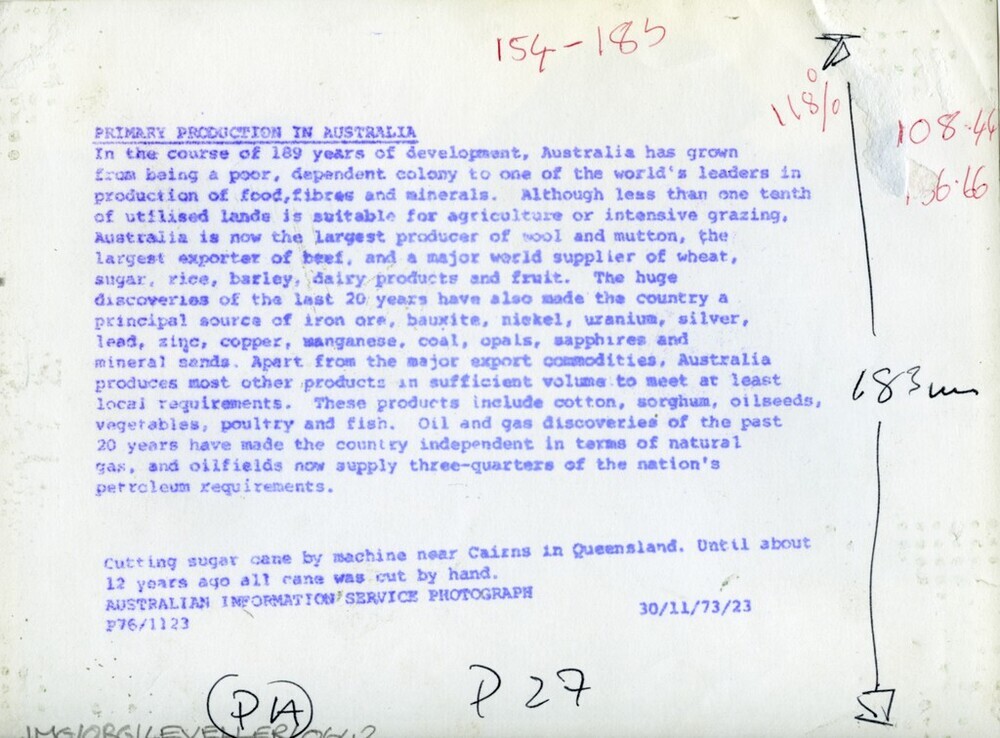 154-185
118%
108.44
PRIMARY PRODUCTION IN AUSTRALIA
In the course of 189 years of development, Australia has grown
from being a poor, dependent colony to one of the world's leaders in
production of food,fibres and minerals. Although less than one tenth
of utilised lands is suitable for agriculture or intensive grazing,
Australia is now the largest producer of wool and mutton, the
largest exporter of beef, and a major world supplier of wheat,
sugar, rice, barley, dairy products and fruit. The huge
discoveries of the last 20 years have also made the country a
principal source of iron ore, bauxite, nickel, uranium, silver,
lead, zinc, copper, manganese, coal, opals, sapphires and
mineral sands. Apart from the major export commodities, Australia
produces most other products in sufficient volume to meet at least
local requirements. These products include cotton, sorghum, oilseeds,
vegetables, poultry and fish. Oil and gas discoveries of the past
20 years have made the country independent in terms of natural
gas, and oilfields now supply three-quarters of the nation's
petroleum requirements.
183mm
Cutting sugar cane by machine near Cairns in Queensland. Until about
12 years ago all cane was cut by hand.
AUSTRALIAN INFORMATION SERVICE PHOTOGRAPH
P76/1123
30/11/73/23
P27